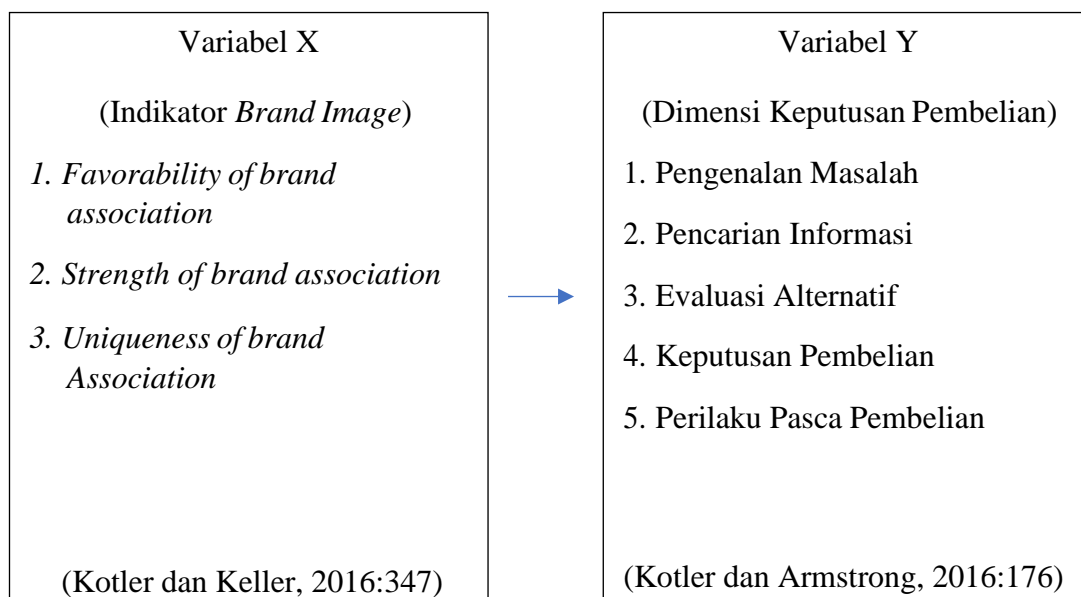 Variabel X
(Indikator Brand Image)
1. Favorability of brand
association
2. Strength of brand association
3. Uniqueness of brand
Association
(Kotler dan Keller, 2016:347)
Variabel Y
(Dimensi Keputusan Pembelian)
1. Pengenalan Masalah
2. Pencarian Informasi
3. Evaluasi Alternatif
4. Keputusan Pembelian
5. Perilaku Pasca Pembelian
(Kotler dan Armstrong, 2016:176)